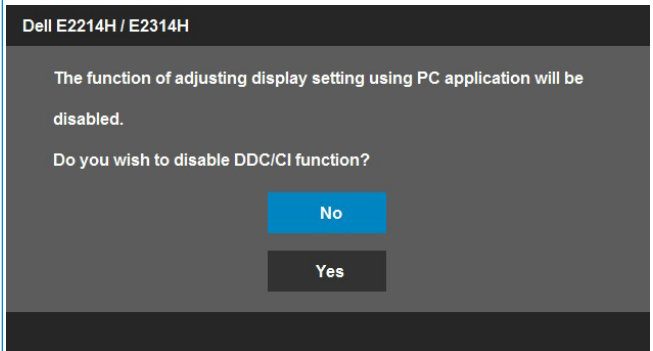 Dell E2214H / E2314H
The function of adjusting display setting using PC application will be
disabled.
Do you wish to disable DDC/CI function?
No
Yes